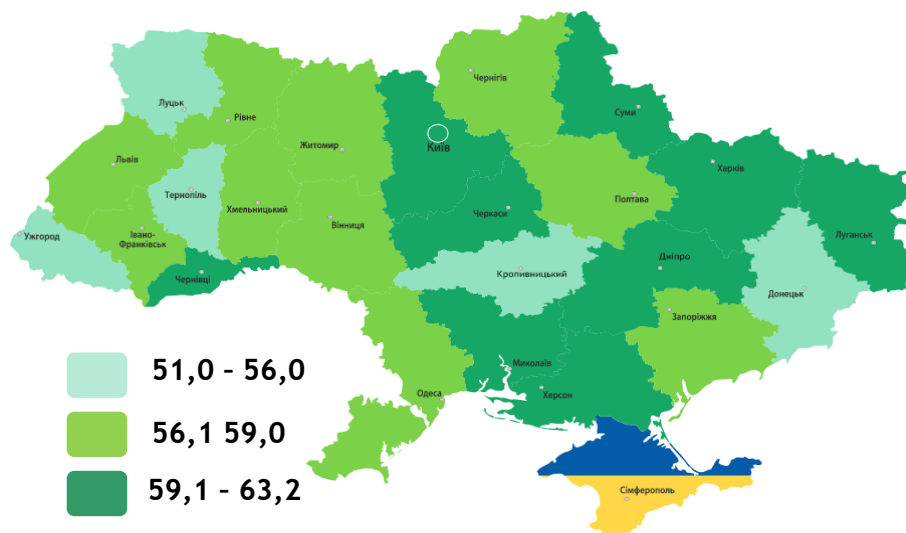 Чернігів
Луцьк
Рівне
Суми
Житомир
Київ
Львів
Харків
Тернопіль
Хмельницький
Вінниця
Черкаси
Полтава
Ужгород
Івано-
Франківськ
Луганськ
Чернівці
Кропивницький
Дніпро
Донецьк
Запоріжжя
Миколаїв
Одеса
Херсон
51,0 - 56,0
56,1 59,0
59,1 - 63,2
Сімферополь